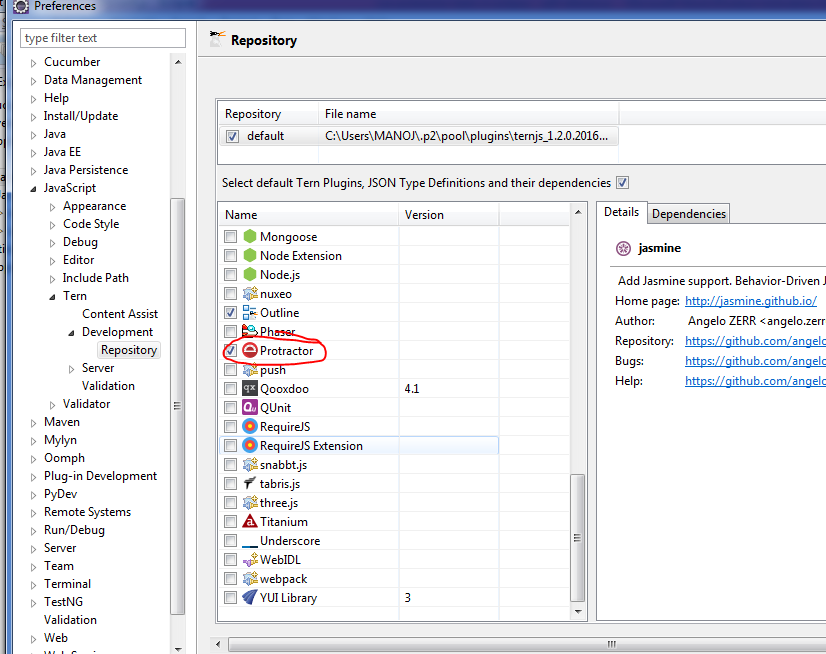 Preferences
type filter text
Cucumber
Data Management
Help
Install/Update
Java
Java EE
Java Persistence
JavaScript
Appearance
Code Style
Debug
Editor
Include Path
Tern
Content Assist
Development
Repository
Server
Validation
Validator
Maven
Mylyn
Oomph
Plug-in Development
PyDev
Remote Systems
Run/Debug
Server
Team
Terminal
TestNG
Validation
Web
Repository
Repository File name
default C:\Users\MANOJ\.p2\pool\plugins\ternjs_1.2.0.2016...
Select default Tern Plugins, JSON Type Definitions and their dependencies
Name Version
Mongoose
Node Extension
Node.js
nuxeo
Outline
Phaser
Protractor
push
qx Qooxdoo 4.1
QUnit
RequireJS
RequireJS Extension
snabbt.js
tabris.js
three.js
Titanium
Underscore
WebIDL
webpack
YUI Library 3
Details Dependencies
jasmine
Add Jasmine support. Behavior-Driven J
Home page: http://jasmine.github.io/
Author: Angelo ZERR <angelo.zerr
Repository: https://github.com/angelo
Bugs: https://github.com/angelo
Help: https://github.com/angelo